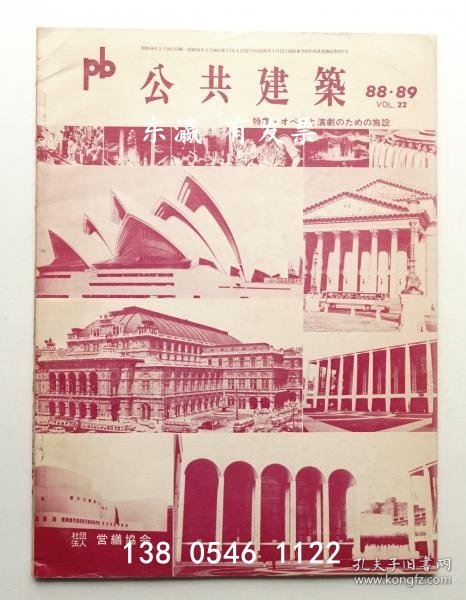 pb
公共建築
88・89
VOL. 22
特集・オペラと演劇のための施設
东瀛 有友票
社団法人 営繕協会
138 0546 1122
孔夫子旧书网
www.kongfz.com